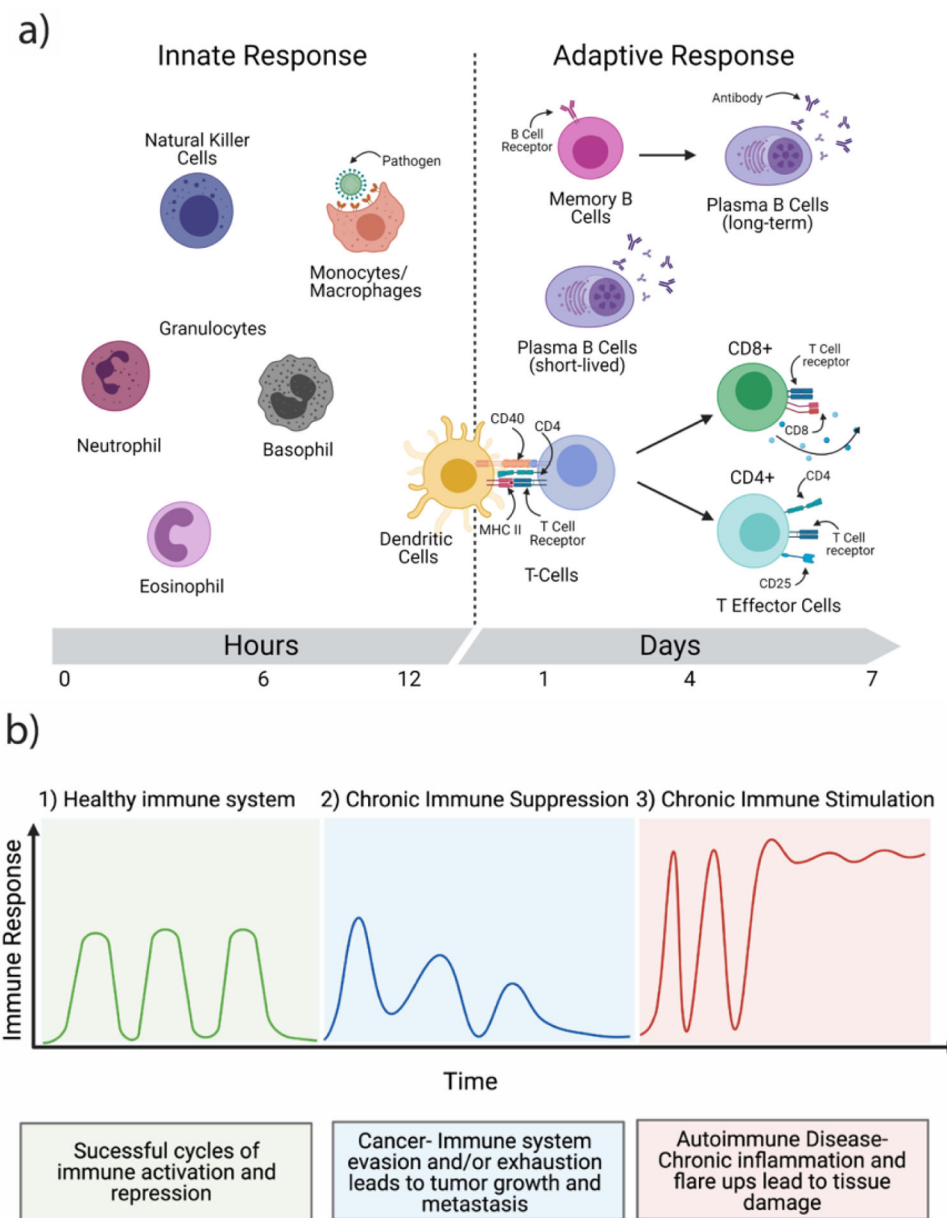 a)
Innate Response
Adaptive Response
Natural Killer
Cells
Pathogen
Monocytes/
Macrophages
Granulocytes
Neutrophil
Basophil
Eosinophil
Dendritic
Cells
B Cell
Receptor
Memory B
Cells
Antibody
Plasma B Cells
(long-term)
Plasma B Cells
(short-lived)
CD40
CD4
MHC II
T Cell
Receptor
T-Cells
CD8+
T Cell
receptor
CD8
CD4+
CD4
T Cell
receptor
CD25
T Effector Cells
Hours
Days
0
6
12
1
4
7
b)
1) Healthy immune system
2) Chronic Immune Suppression
3) Chronic Immune Stimulation
Immune Response
Time
Sucessful cycles of
immune activation and
repression
Cancer- Immune system
evasion and/or exhaustion
leads to tumor growth and
metastasis
Autoimmune Disease-
Chronic inflammation and
flare ups lead to tissue
damage